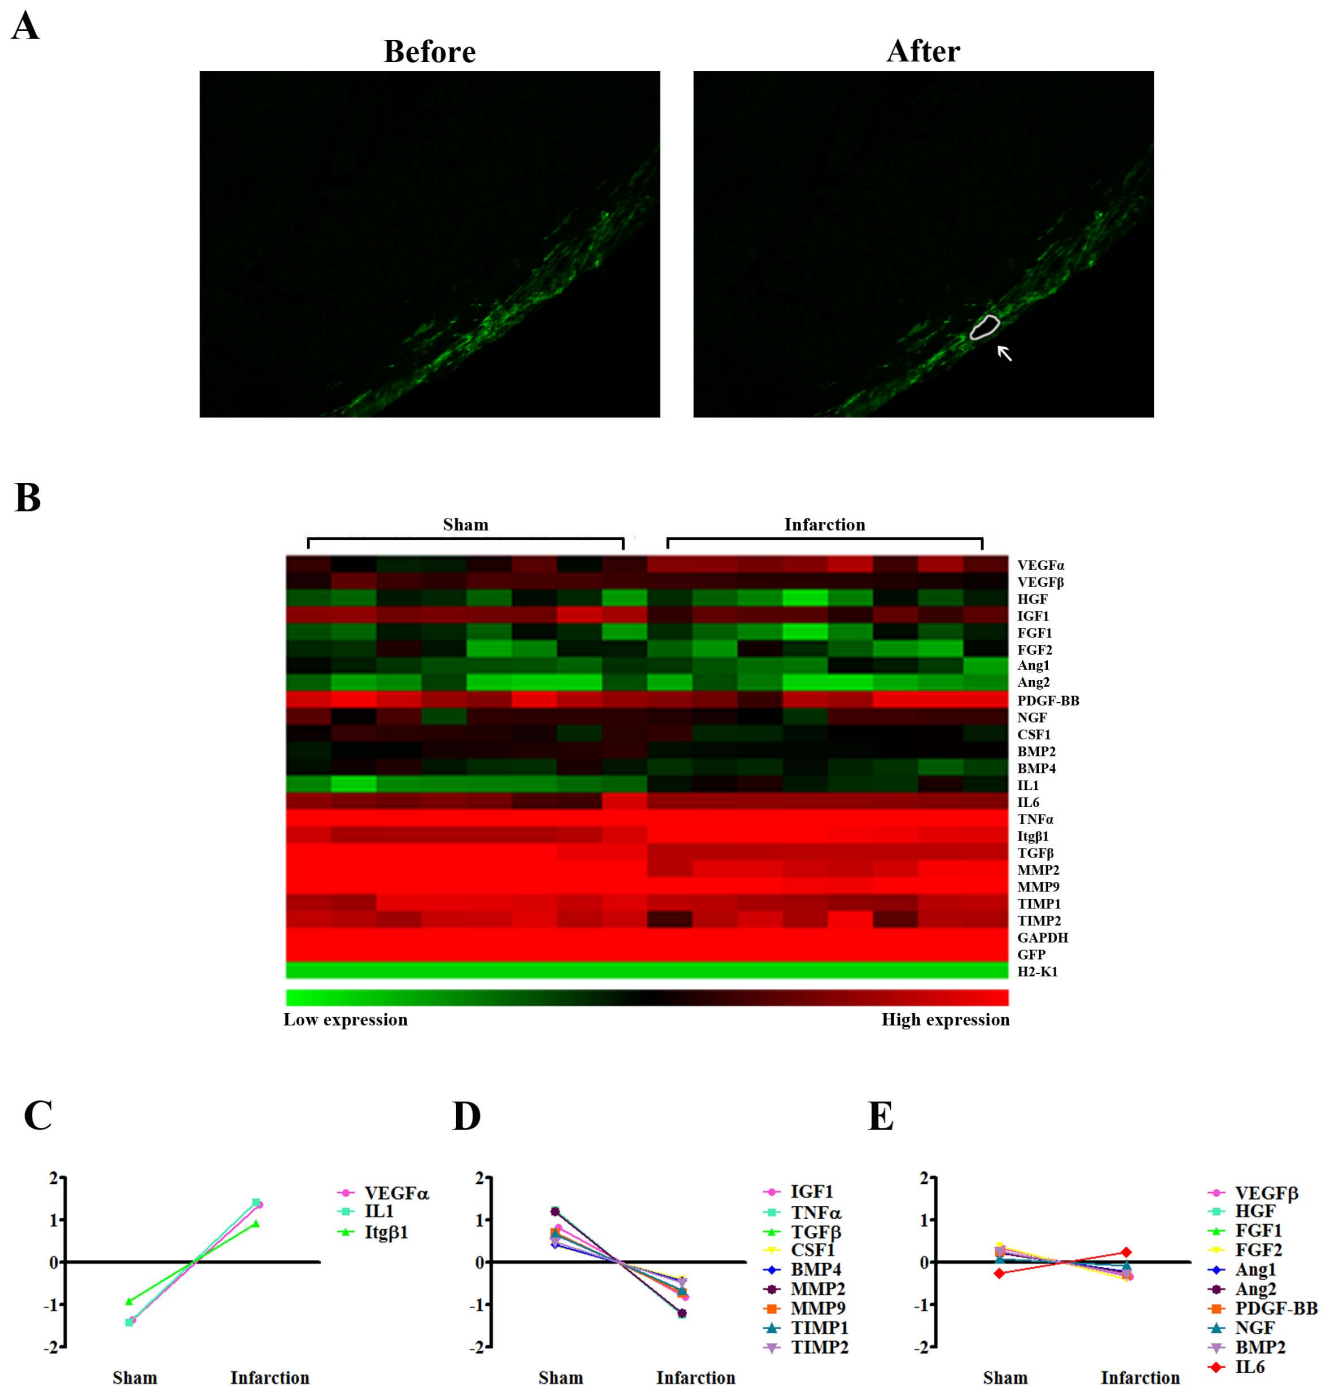 A
Before After
B
Sham Infarction
VEGFα
VEGFβ
HGF
IGF1
FGF1
FGF2
Ang1
Ang2
PDGF-BB
NGF
CSF1
BMP2
BMP4
IL1
IL6
TNFα
Itgβ1
TGFβ
MMP2
MMP9
TIMP1
TIMP2
GAPDH
GFP
H2-K1
Low expression High expression
C
2
1
0
-1
-2
Sham Infarction
VEGFα
IL1
Itgβ1
D
2
1
0
-1
-2
Sham Infarction
IGF1
TNFα
TGFβ
CSF1
BMP4
MMP2
MMP9
TIMP1
TIMP2
E
2
1
0
-1
-2
Sham Infarction
VEGFβ
HGF
FGF1
FGF2
Ang1
Ang2
PDGF-BB
NGF
BMP2
IL6